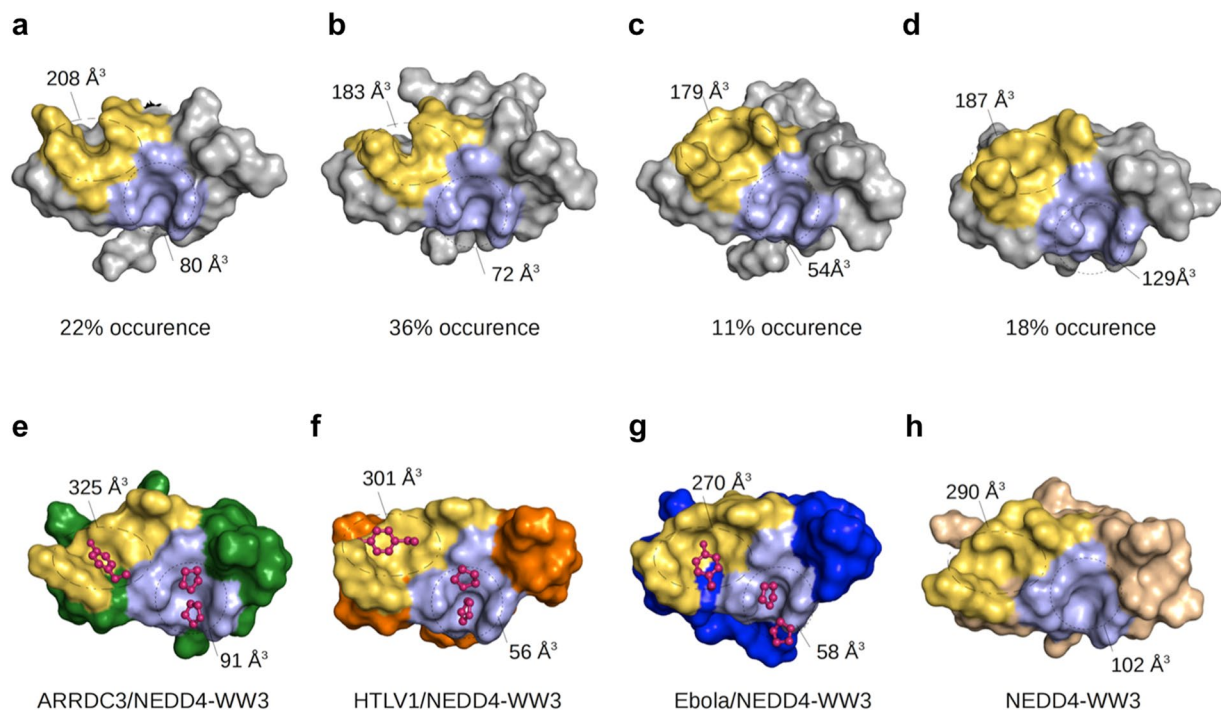 a b c d
208 Å³ 183 Å³ 179 Å³ 187 Å³
80 Å³ 72 Å³ 54Å³ 129Å³
22% occurence 36% occurence 11% occurence 18% occurence
e f g h
325 Å³ 301 Å³ 270 Å³ 290 Å³
91 Å³ 56 Å³ 58 Å³ 102 Å³
ARRDC3/NEDD4-WW3 HTLV1/NEDD4-WW3 Ebola/NEDD4-WW3 NEDD4-WW3